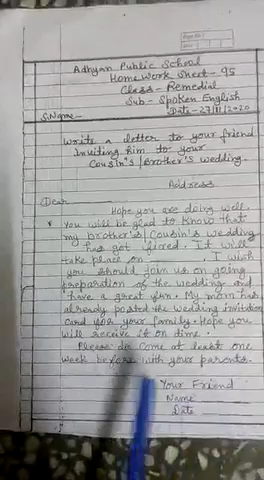 Adhyan Public School
Homework Sheet - 95
Class - Remedial
Sub - Spoken English
Date - 27/11/2020
S.Name-
Write a letter to your friend
Inviting him to your
Cousin's/Brother's wedding.
Address
Dear
Hope you are doing well.
You will be glad to know that
my brother's/Cousin's wedding
has got fixed. It will
take place on . I wish
you should join us on going
preparation of the wedding and
have a great fun. My mom has
already posted the wedding invitation
Card for your family. Hope you
will receive it on time.
Please do come at least one
week before with your parents.
Your Friend
Name
Date